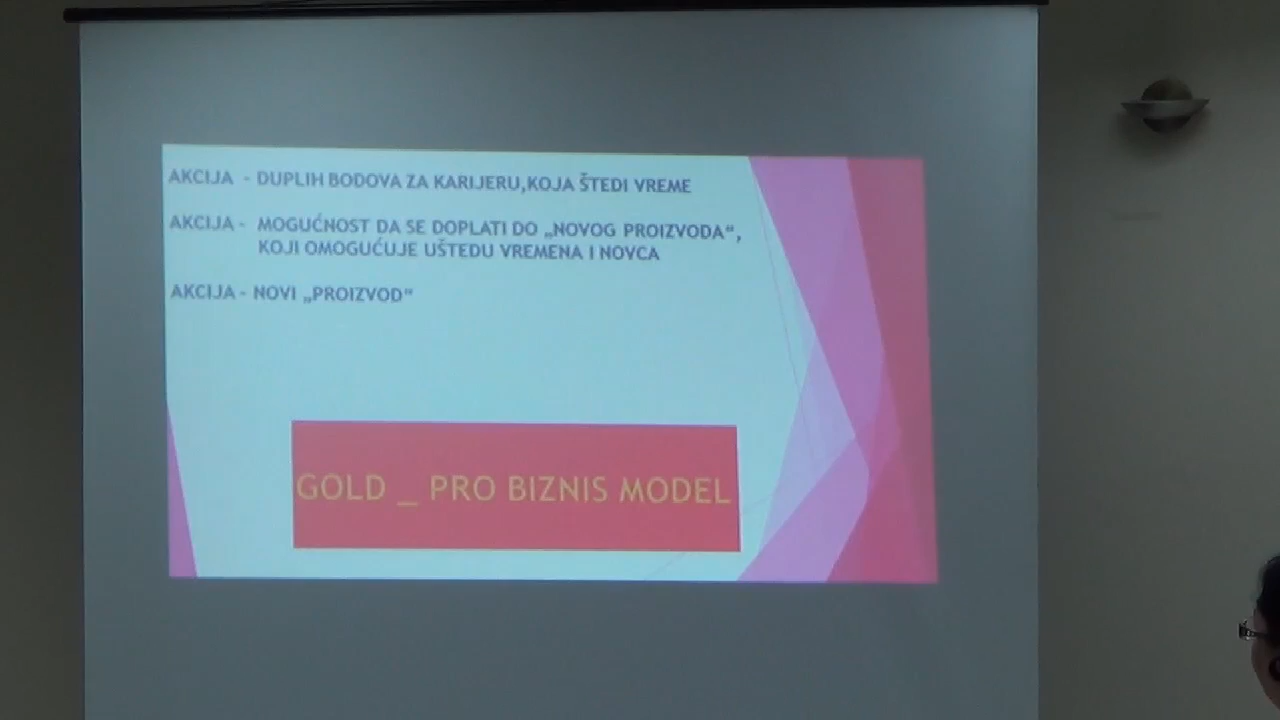 AKCIJA - DUPLIH BODOVA ZA KARIJERU,KOJA ŠTEDI VREME
AKCIJA - MOGUĆNOST DA SE DOPLATI DO „NOVOG PROIZVODA“,
KOJI OMOGUĆUJE UŠTEDU VREMENA I NOVCA
AKCIJA - NOVI „PROIZVOD“
GOLD _ PRO BIZNIS MODEL